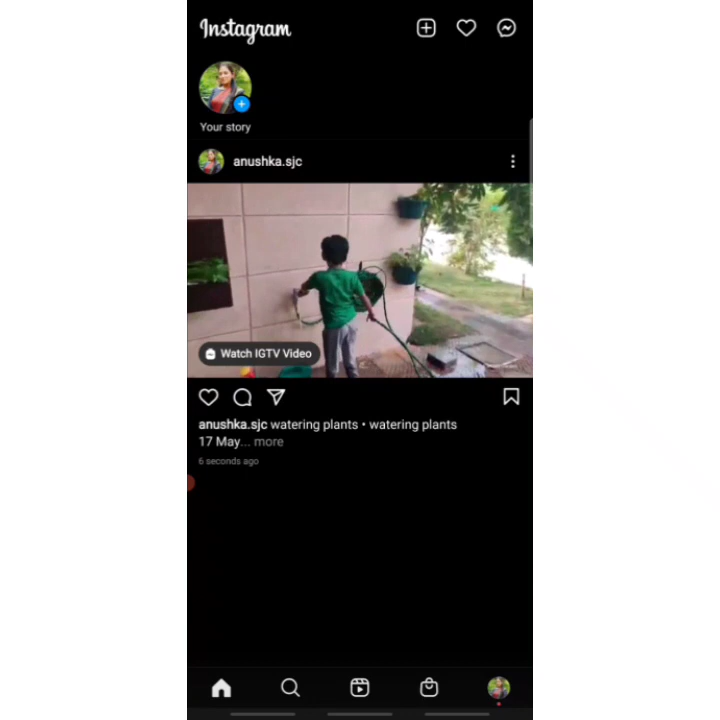 Instagram
Your story
anushka.sjc
Watch IGTV Video
anushka.sjc watering plants • watering plants
17 May... more
6 seconds ago